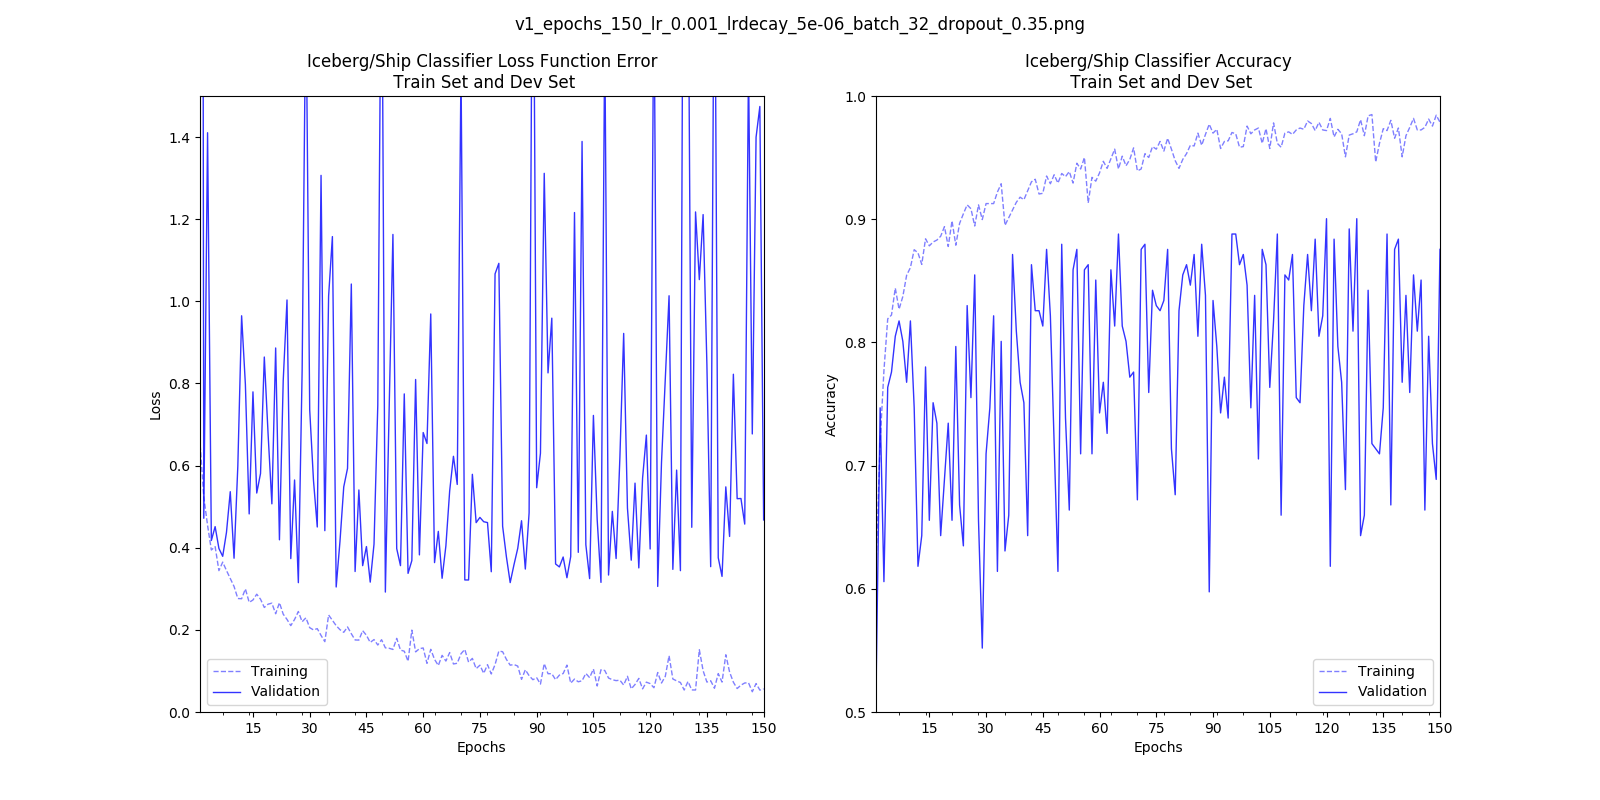 v1_epochs_150_lr_0.001_lrdecay_5e-06_batch_32_dropout_0.35.png
Iceberg/Ship Classifier Loss Function Error
Train Set and Dev Set
1.4
1.2
1.0
0.8
0.6
0.4
0.2
0.0
Loss
Training
Validation
15 30 45 60 75 90 105 120 135 150
Epochs
Iceberg/Ship Classifier Accuracy
Train Set and Dev Set
1.0
0.9
0.8
0.7
0.6
0.5
Accuracy
Training
Validation
15 30 45 60 75 90 105 120 135 150
Epochs